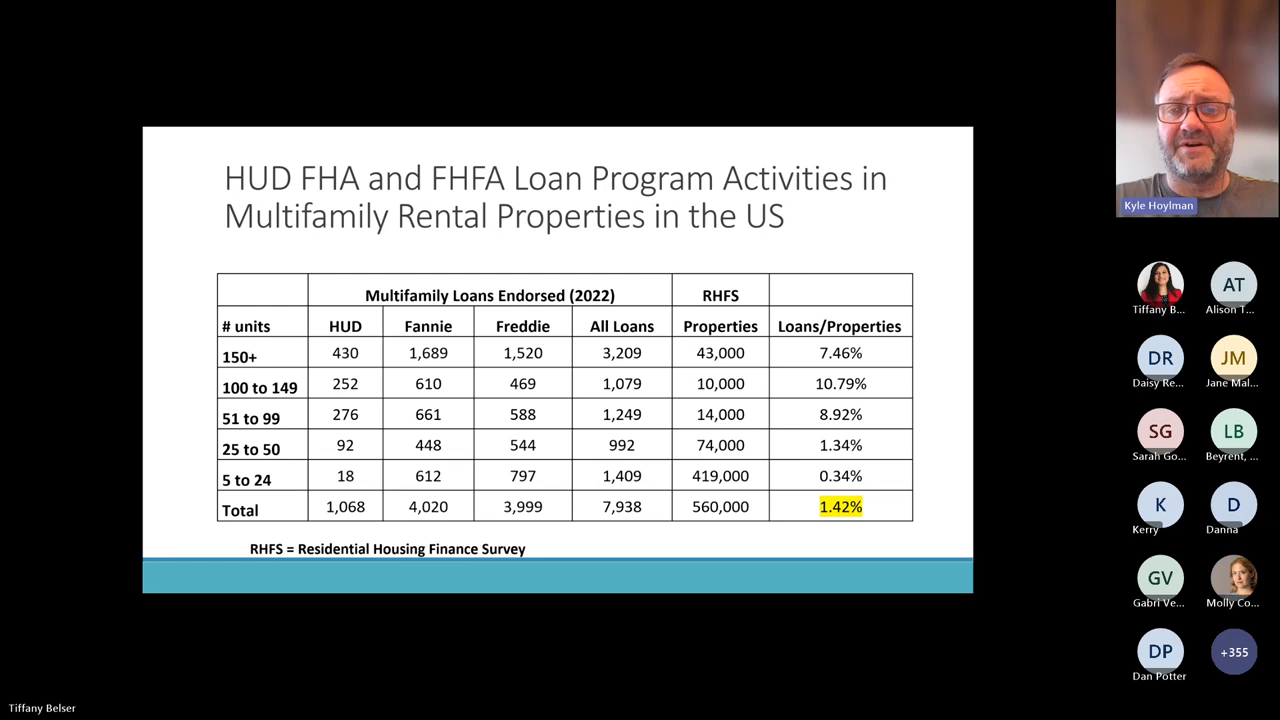 HUD FHA and FHFA Loan Program Activities in
Multifamily Rental Properties in the US
Multifamily Loans Endorsed (2022) RHFS
# units HUD Fannie Freddie All Loans Properties Loans/Properties
150+ 430 1,689 1,520 3,209 43,000 7.46%
100 to 149 252 610 469 1,079 10,000 10.79%
51 to 99 276 661 588 1,249 14,000 8.92%
25 to 50 92 448 544 992 74,000 1.34%
5 to 24 18 612 797 1,409 419,000 0.34%
Total 1,068 4,020 3,999 7,938 560,000 1.42%
RHFS = Residential Housing Finance Survey
Kyle Hoylman
AT
Tiffany B... Alison T...
DR JM
Daisy Re... Jane Mal...
SG LB
Sarah Go... Beyrent, ...
K D
Kerry Danna
GV
Gabri Ve... Molly Co...
DP +355
Dan Potter
Tiffany Belser